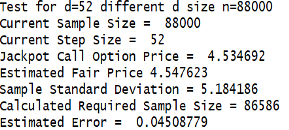 Test for d=52 different d size n=88000
Current Sample Size =  88000
Current Step Size =  52
Jackpot Call Option Price =  4.534692
Estimated Fair Price 4.547623
Sample Standard Deviation = 5.184186
Calculated Required Sample Size = 86586
Estimated Error =  0.04508779